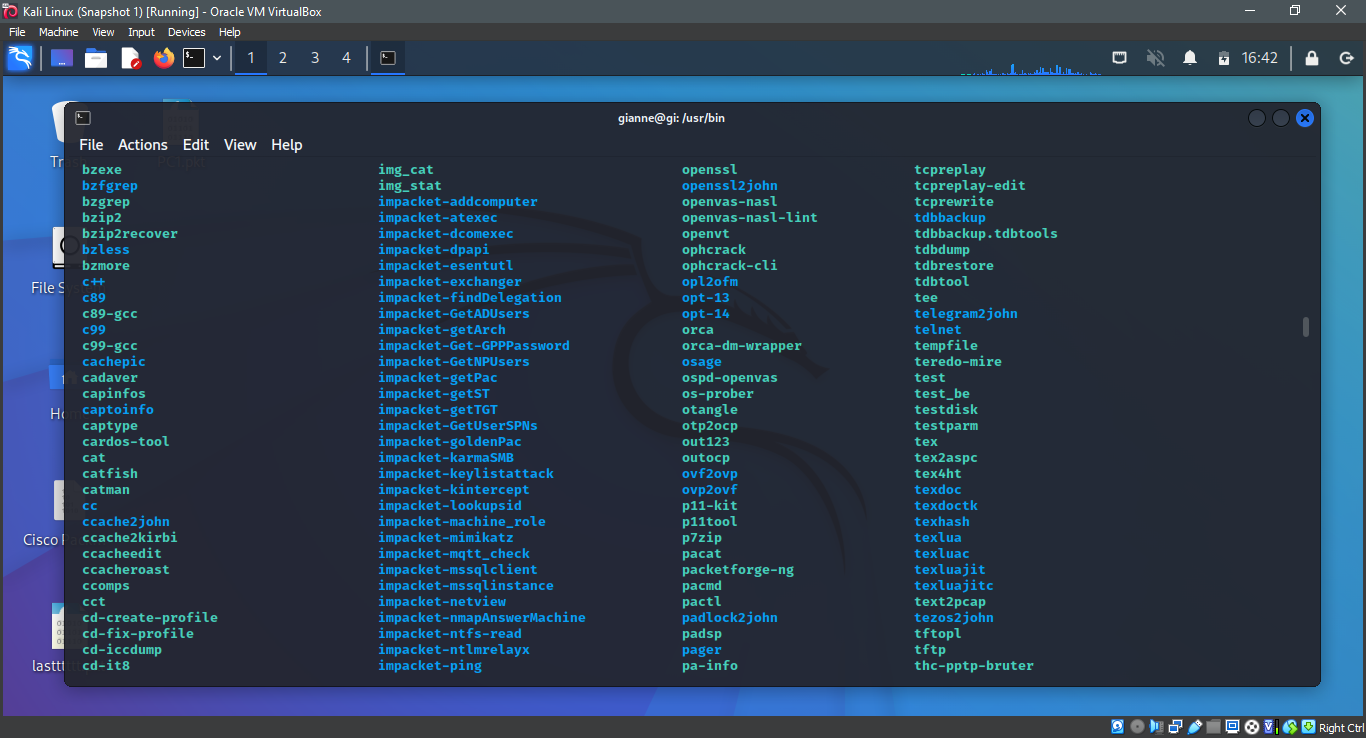 Kali Linux (Snapshot 1) [Running] - Oracle VM VirtualBox
File Machine View Input Devices Help
1 2 3 4 16:42
gianne@gi: /usr/bin
File Actions Edit View Help
bzexe img_cat openssl tcpreplay
bzfgrep img_stat openssl2john tcpreplay-edit
bzgrep impacket-addcomputer openvas-nasl tcprewrite
bzip2 impacket-atexec openvas-nasl-lint tdbbackup
bzip2recover impacket-dcomexec openvt tdbbackup.tdbtools
bzless impacket-dpapi ophcrack tdbdump
bzmore impacket-esentutl ophcrack-cli tdbrestore
c++ impacket-exchanger opl2ofm tdbtool
c89 impacket-findDelegation opt-13 tee
c89-gcc impacket-GetADUsers opt-14 telegram2john
c99 impacket-getArch orca telnet
c99-gcc impacket-Get-GPPPassword orca-dm-wrapper tempfile
cachepic impacket-GetNPUsers osage teredo-mire
cadaver impacket-getPac ospd-openvas test
capinfos impacket-getST os-prober test_be
captoinfo impacket-getTGT otangle testdisk
captype impacket-GetUserSPNs otp2ocp testparm
cardos-tool impacket-goldenPac out123 tex
cat impacket-karmaSMB outocp tex2aspc
catfish impacket-keylistattack ovf2ovp tex4ht
catman impacket-kintercept ovp2ovf texdoc
cc impacket-lookupsid p11-kit texdoctk
ccache2john impacket-machine_role p11tool texhash
ccache2kirbi impacket-mimikatz p7zip texlua
ccacheedit impacket-mqtt_check pacat texluac
ccacheroast impacket-mssqlclient packetforge-ng texluajit
ccomps impacket-mssqlinstance pacmd texluajitc
cct impacket-netview pactl text2pcap
cd-create-profile impacket-nmapAnswerMachine padlock2john tezos2john
cd-fix-profile impacket-ntfs-read padsp tftopl
cd-iccdump impacket-ntlmrelayx pager tftp
cd-it8 impacket-ping pa-info thc-pptp-bruter
File
Cisco
Right Ctrl